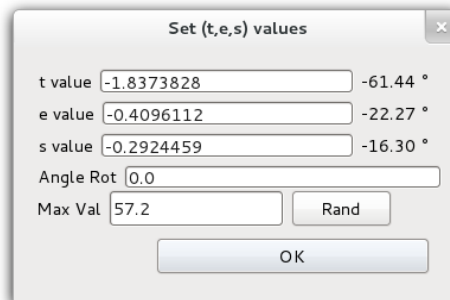 Set (t,e,s) values
t value -1.8373828 -61.44 °
e value -0.4096112 -22.27 °
s value -0.2924459 -16.30 °
Angle Rot 0.0
Max Val 57.2 Rand
OK